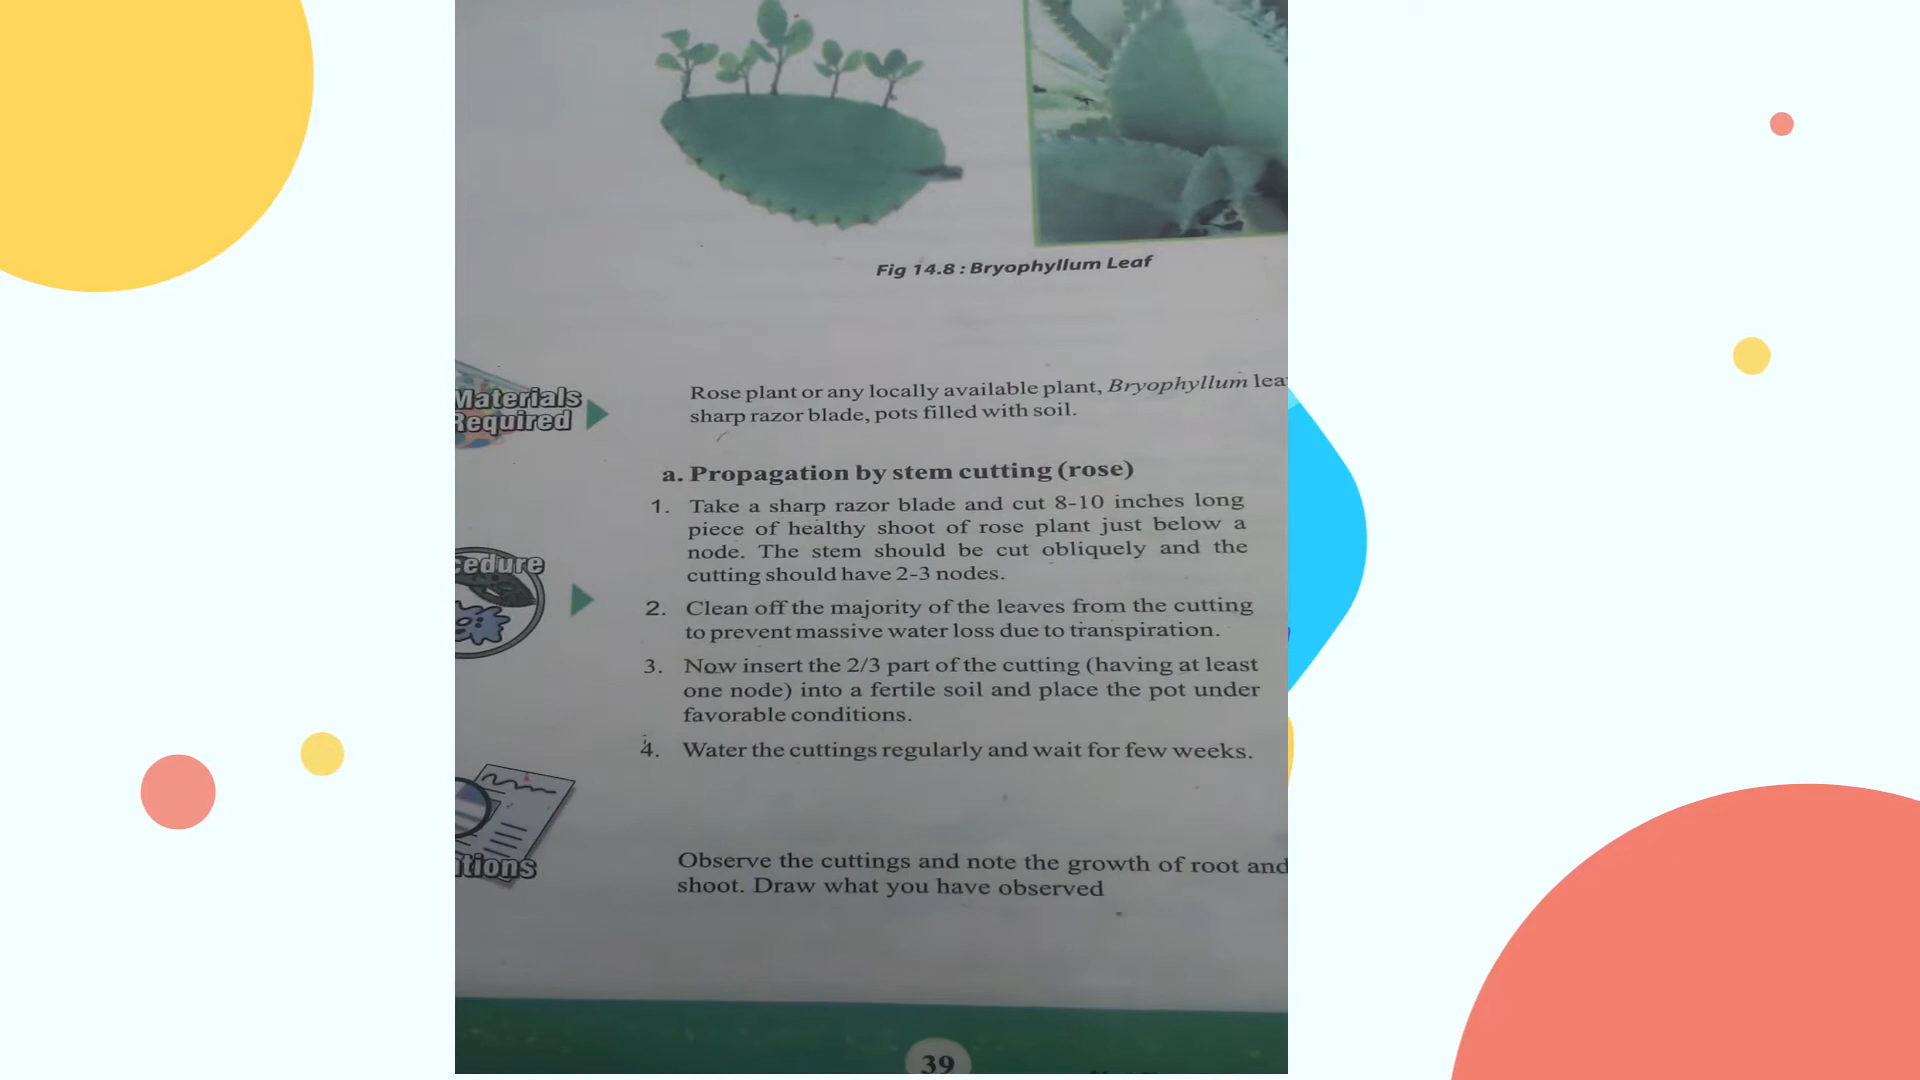 Fig 14.8 : Bryophyllum Leaf
Materials
Required
Rose plant or any locally available plant, Bryophyllum
sharp razor blade, pots filled with soil.
a. Propagation by stem cutting (rose)
1. Take a sharp razor blade and cut 8-10 inches long
piece of healthy shoot of rose plant just below a
node. The stem should be cut obliquely and the
cutting should have 2-3 nodes.
cedure
2. Clean off the majority of the leaves from the cutting
to prevent massive water loss due to transpiration.
3. Now insert the 2/3 part of the cutting (having at least
one node) into a fertile soil and place the pot under
favorable conditions.
4. Water the cuttings regularly and wait for few weeks.
tions
Observe the cuttings and note the growth of root and
shoot. Draw what you have observed
39